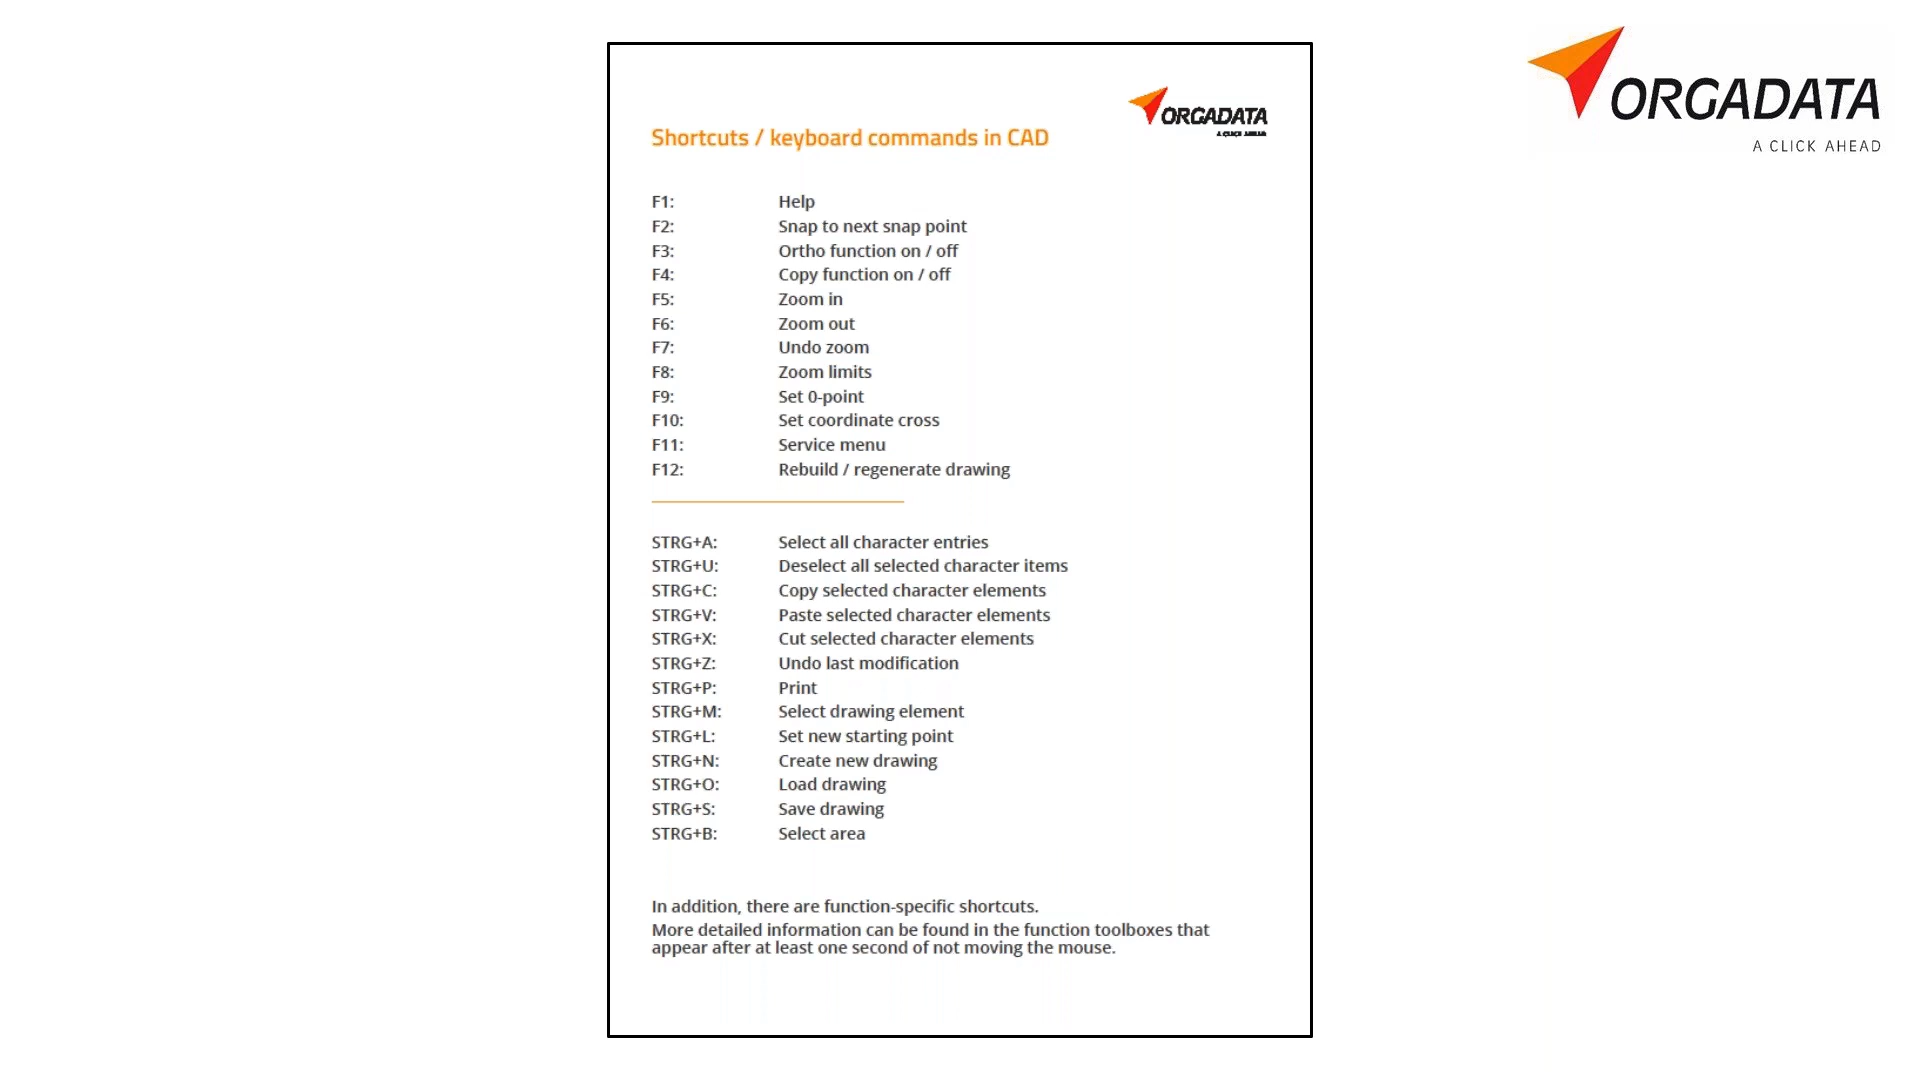 ORGADATA
A CLICK AHEAD
ORGADATA
A CLICK AHEAD
Shortcuts / keyboard commands in CAD
F1: Help
F2: Snap to next snap point
F3: Ortho function on / off
F4: Copy function on / off
F5: Zoom in
F6: Zoom out
F7: Undo zoom
F8: Zoom limits
F9: Set 0-point
F10: Set coordinate cross
F11: Service menu
F12: Rebuild / regenerate drawing
STRG+A: Select all character entries
STRG+U: Deselect all selected character items
STRG+C: Copy selected character elements
STRG+V: Paste selected character elements
STRG+X: Cut selected character elements
STRG+Z: Undo last modification
STRG+P: Print
STRG+M: Select drawing element
STRG+L: Set new starting point
STRG+N: Create new drawing
STRG+O: Load drawing
STRG+S: Save drawing
STRG+B: Select area
In addition, there are function-specific shortcuts.
More detailed information can be found in the function toolboxes that
appear after at least one second of not moving the mouse.